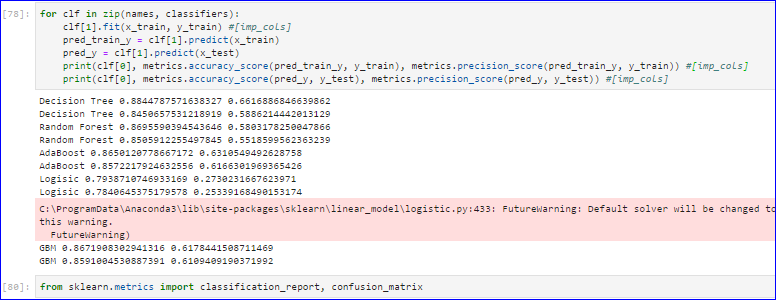 [78]: for clf in zip(names, classifiers):
clf[1].fit(x_train, y_train) #[imp_cols]
pred_train_y = clf[1].predict(x_train)
pred_y = clf[1].predict(x_test)
print(clf[0], metrics.accuracy_score(pred_train_y, y_train), metrics.precision_score(pred_train_y, y_train)) #[imp_cols]
print(clf[0], metrics.accuracy_score(pred_y, y_test), metrics.precision_score(pred_y, y_test)) #[imp_cols]
Decision Tree 0.8844787571638327 0.6616886846639862
Decision Tree 0.8450657531218919 0.5886214442013129
Random Forest 0.8695590394543646 0.5803178250047866
Random Forest 0.8505912255497845 0.5518599562363239
AdaBoost 0.8650120778667172 0.6310549492628758
AdaBoost 0.8572217924632556 0.6166301969365426
Logisic 0.7938710746933169 0.2730231667623971
Logisic 0.7840645375179578 0.25339168490153174
C:\ProgramData\Anaconda3\lib\site-packages\sklearn\linear_model\logistic.py:433: FutureWarning: Default solver will be changed to
this warning.
FutureWarning)
GBM 0.8671908302941316 0.6178441508711469
GBM 0.8591004530887391 0.6109409190371992
[80]: from sklearn.metrics import classification_report, confusion_matrix